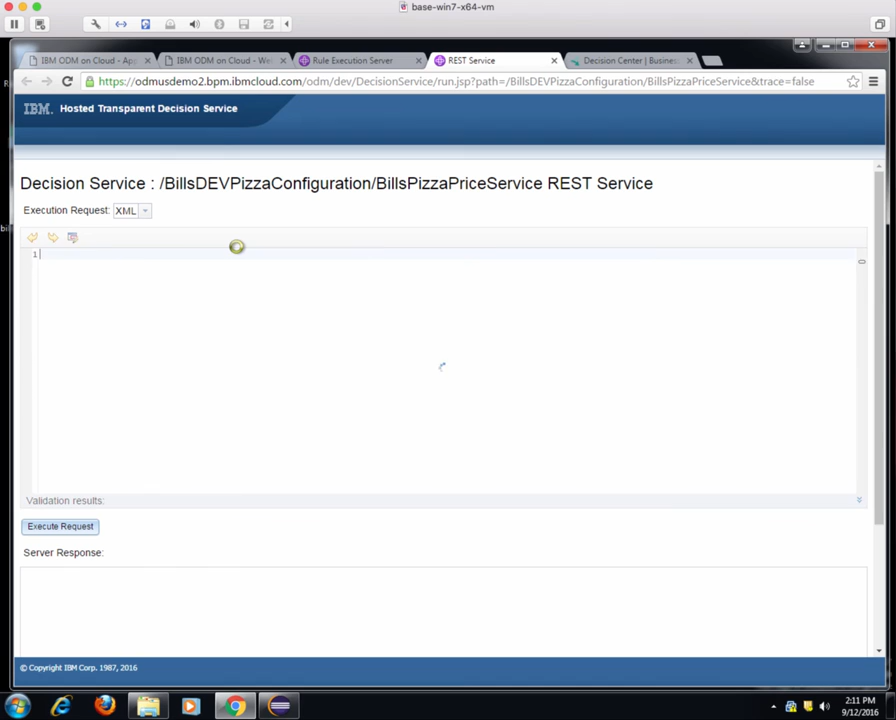 base-win7-x64-vm
IBM ODM on Cloud - App
IBM ODM on Cloud - We
Rule Execution Server
REST Service
Decision Center | Busines
https://odmusdemo2.bpm.ibmcloud.com/odm/dev/DecisionService/run.jsp?path=/BillsDEVPizzaConfiguration/BillsPizzaPriceService&trace=false
IBM. Hosted Transparent Decision Service
Decision Service : /BillsDEVPizzaConfiguration/BillsPizzaPriceService REST Service
Execution Request: XML
1
Validation results:
Execute Request
Server Response:
© Copyright IBM Corp. 1987, 2016
2:11 PM
9/12/2016